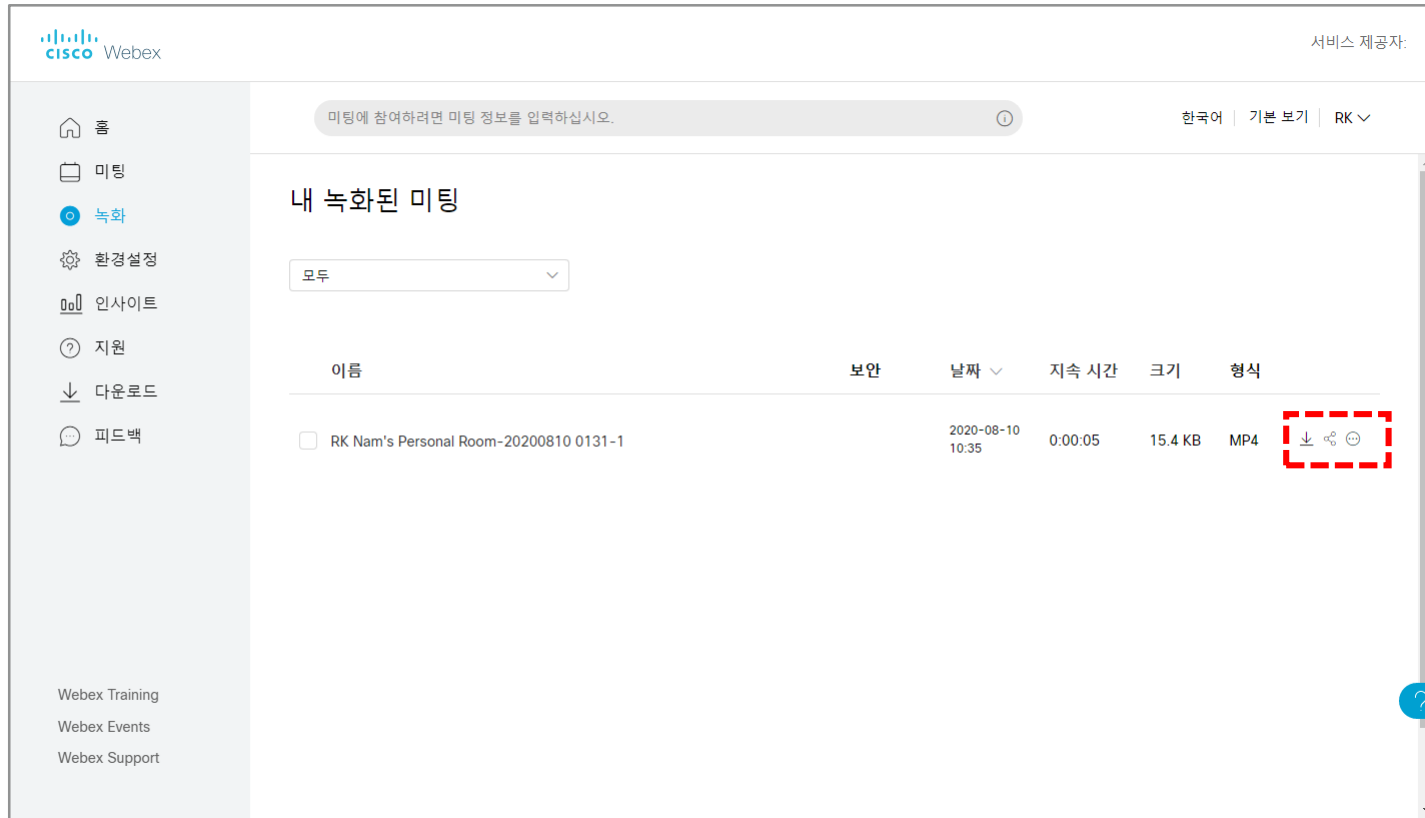 cisco Webex
서비스 제공자:
미팅에 참여하려면 미팅 정보를 입력하십시오.
한국어 기본 보기 RK
홈
미팅
녹화
환경설정
인사이트
지원
다운로드
피드백
내 녹화된 미팅
모두
이름 보안 날짜 지속 시간 크기 형식
RK Nam's Personal Room-20200810 0131-1 2020-08-10 0:00:05 15.4 KB MP4
10:35
Webex Training
Webex Events
Webex Support
?